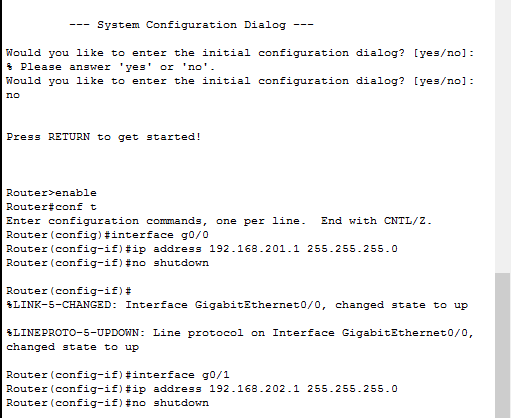 --- System Configuration Dialog ---
Would you like to enter the initial configuration dialog? [yes/no]:
% Please answer 'yes' or 'no'.
Would you like to enter the initial configuration dialog? [yes/no]:
no
Press RETURN to get started!
Router>enable
Router#conf t
Enter configuration commands, one per line.  End with CNTL/Z.
Router(config)#interface g0/0
Router(config-if)#ip address 192.168.201.1 255.255.255.0
Router(config-if)#no shutdown
Router(config-if)#
%LINK-5-CHANGED: Interface GigabitEthernet0/0, changed state to up
%LINEPROTO-5-UPDOWN: Line protocol on Interface GigabitEthernet0/0,
changed state to up
Router(config-if)#interface g0/1
Router(config-if)#ip address 192.168.202.1 255.255.255.0
Router(config-if)#no shutdown